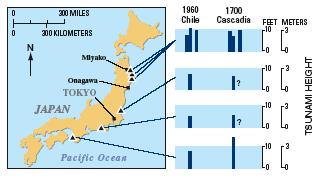 0 300 MILES
0 300 KILOMETERS
N
Miyako
Onagawa
TOKYO
JAPAN
Pacific Ocean
1960 1700
Chile Cascadia
FEET METERS
10 3
0 0
10 3
?
0 0
10 3
?
0 0
10 3
0 0
TSUNAMI HEIGHT